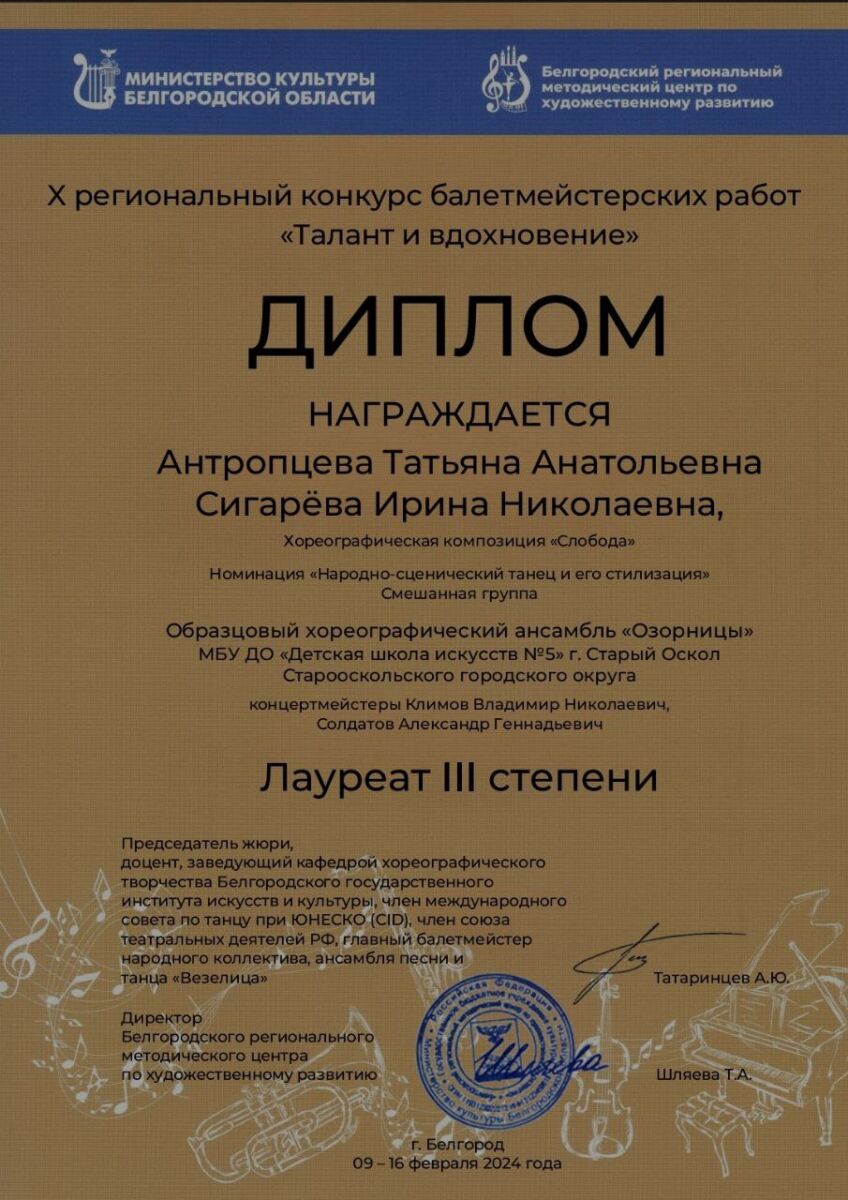 МИНИСТЕРСТВО КУЛЬТУРЫ
БЕЛГОРОДСКОЙ ОБЛАСТИ
Белгородский региональный
методический центр по
художественному развитию
X региональный конкурс балетмейстерских работ
«Талант и вдохновение»
ДИПЛОМ
НАГРАЖДАЕТСЯ
Антропцева Татьяна Анатольевна
Сигарёва Ирина Николаевна,
Хореографическая композиция «Слобода»
Номинация «Народно-сценический танец и его стилизация»
Смешанная группа
Образцовый хореографический ансамбль «Озорницы»
МБУ ДО «Детская школа искусств №5» г. Старый Оскол
Старооскольского городского округа
концертмейстеры Климов Владимир Николаевич,
Солдатов Александр Геннадьевич
Лауреат III степени
Председатель жюри,
доцент, заведующий кафедрой хореографического
творчества Белгородского государственного
института искусств и культуры, член международного
совета по танцу при ЮНЕСКО (CID), член союза
театральных деятелей РФ, главный балетмейстер
народного коллектива, ансамбля песни и
танца «Везелица»
Татаринцев А.Ю.
Директор
Белгородского регионального
методического центра
по художественному развитию
Шляева Т.А.
Российская Федерация
Министерство культуры Белгородской
г. Белгород
09 – 16 февраля 2024 года